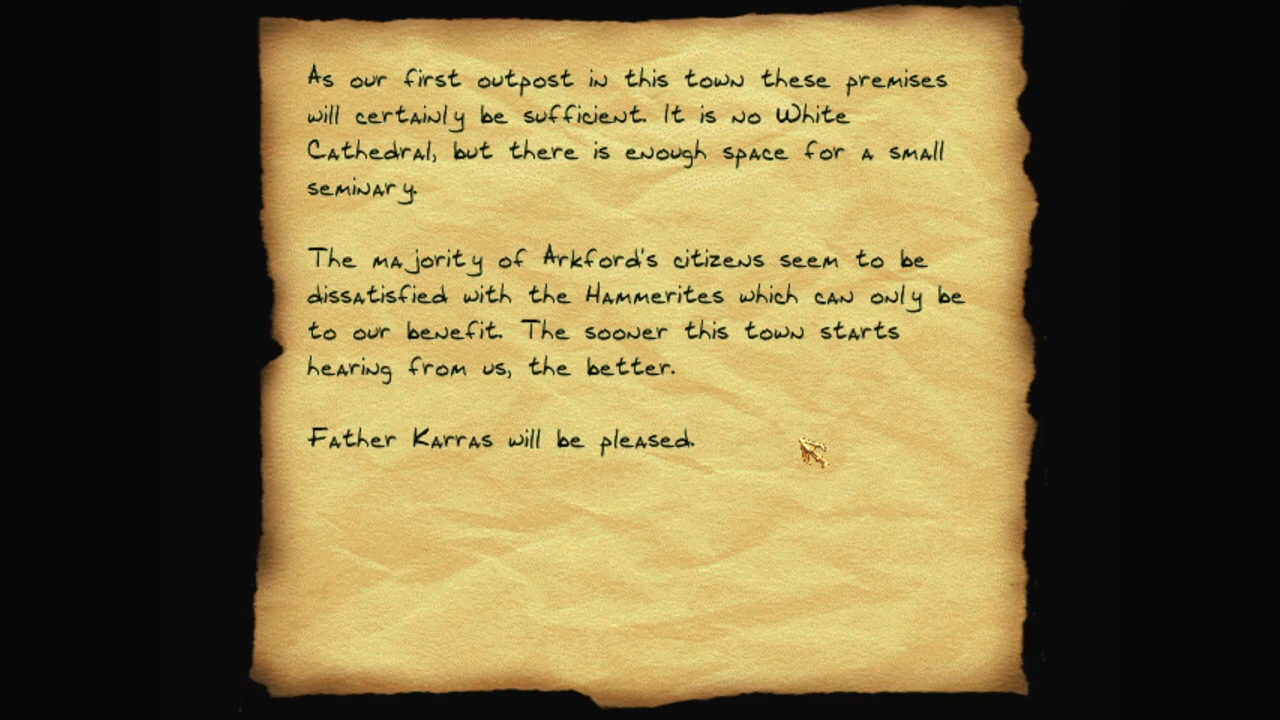 As our first outpost in this town these premises
will certainly be sufficient. It is no White
Cathedral, but there is enough space for a small
seminary.
The majority of Arkford's citizens seem to be
dissatisfied with the Hammerites which can only be
to our benefit. The sooner this town starts
hearing from us, the better.
Father Karras will be pleased.